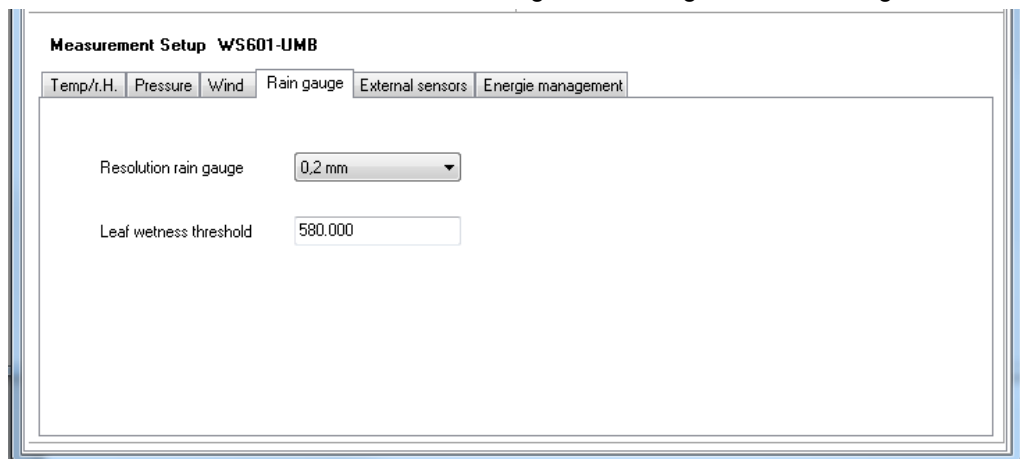 Measurement Setup WS601-UMB
Temp/r.H. Pressure Wind Rain gauge External sensors Energie management
Resolution rain gauge 0,2 mm
Leaf wetness threshold 580.000